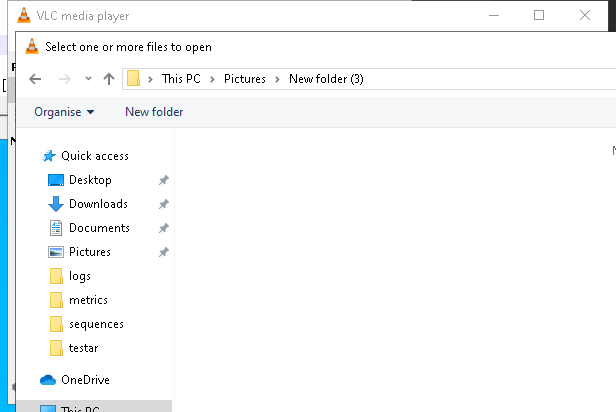 VLC media player
Select one or more files to open
This PC > Pictures > New folder (3)
Organise New folder
Quick access
Desktop
Downloads
Documents
Pictures
logs
metrics
sequences
testar
OneDrive
This PC